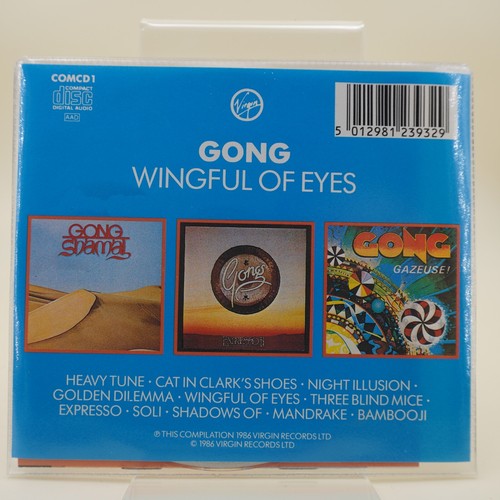 COMCD1
COMPACT
disc
DIGITAL AUDIO
AAD
Virgin
5 012981 239329
GONG
WINGFUL OF EYES
GONG
Shamal
Gong
GONG
GAZEUSE!
HEAVY TUNE · CAT IN CLARK'S SHOES · NIGHT ILLUSION ·
GOLDEN DILEMMA · WINGFUL OF EYES · THREE BLIND MICE ·
EXPRESSO · SOLI · SHADOWS OF · MANDRAKE · BAMBOOJI
℗ THIS COMPILATION 1986 VIRGIN RECORDS LTD
© 1986 VIRGIN RECORDS LTD